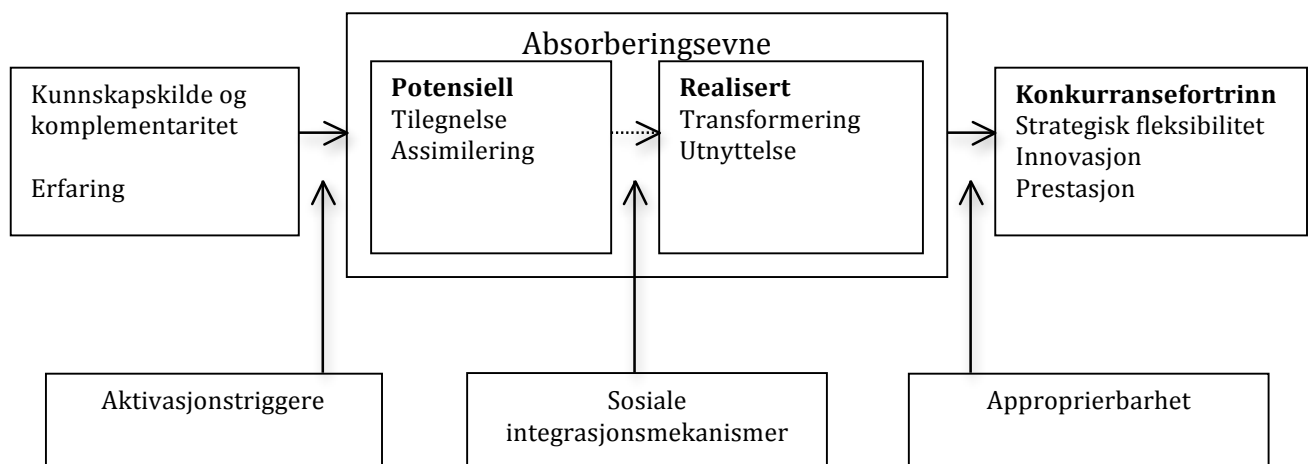 Absorberingsevne
Kunnskapskilde og
komplementaritet
Erfaring
Potensiell
Tilegnelse
Assimilering
Realisert
Transformering
Utnyttelse
Konkurransefortrinn
Strategisk fleksibilitet
Innovasjon
Prestasjon
Aktivasjonstriggere
Sosiale
integrasjonsmekanismer
Approprierbarhet